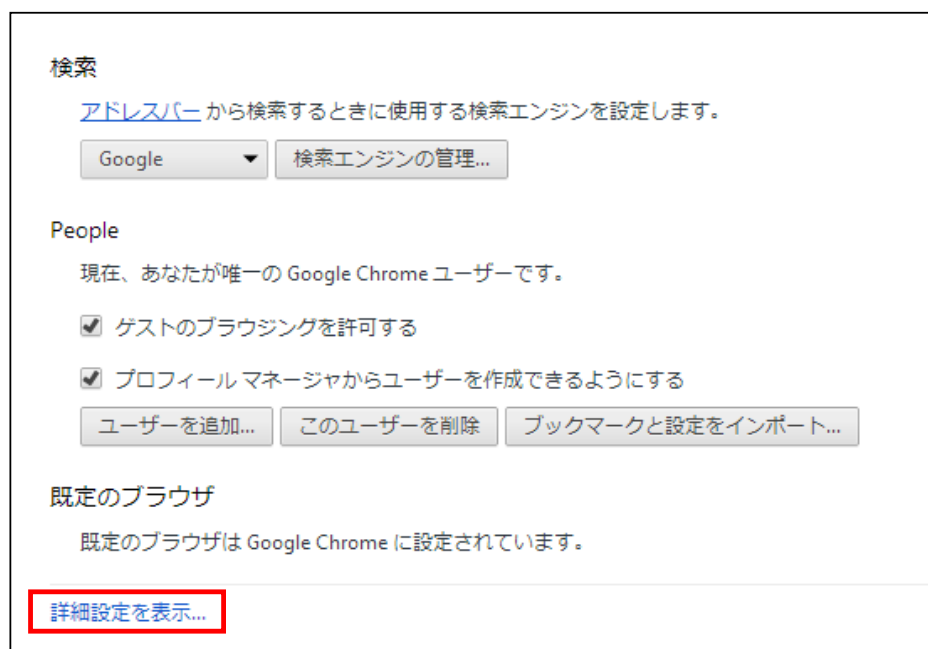 検索
アドレスバー から検索するときに使用する検索エンジンを設定します。
Google 検索エンジンの管理...
People
現在、あなたが唯一の Google Chrome ユーザーです。
ゲストのブラウジングを許可する
プロフィール マネージャからユーザーを作成できるようにする
ユーザーを追加... このユーザーを削除 ブックマークと設定をインポート...
既定のブラウザ
既定のブラウザは Google Chrome に設定されています。
詳細設定を表示...